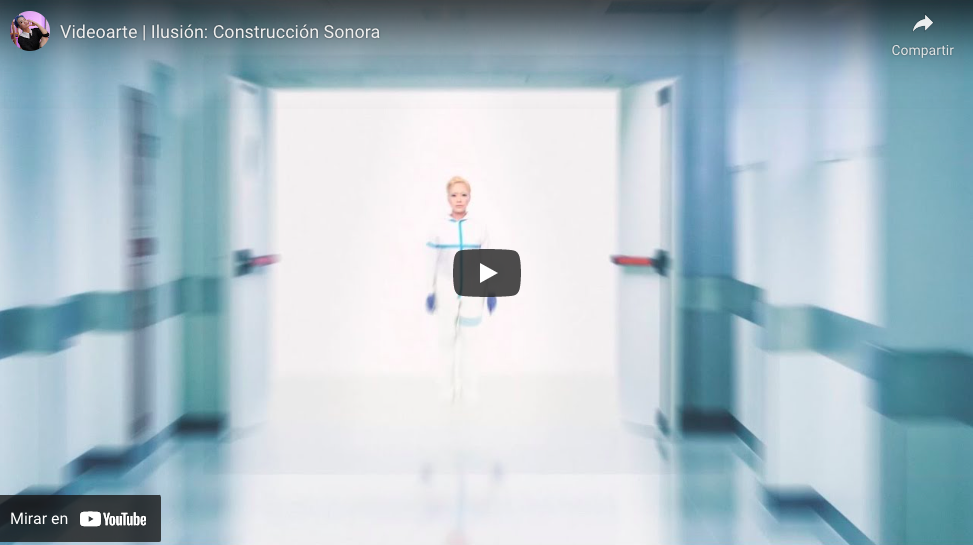 Videoarte | Ilusión: Construcción Sonora
Compartir
Mirar en YouTube